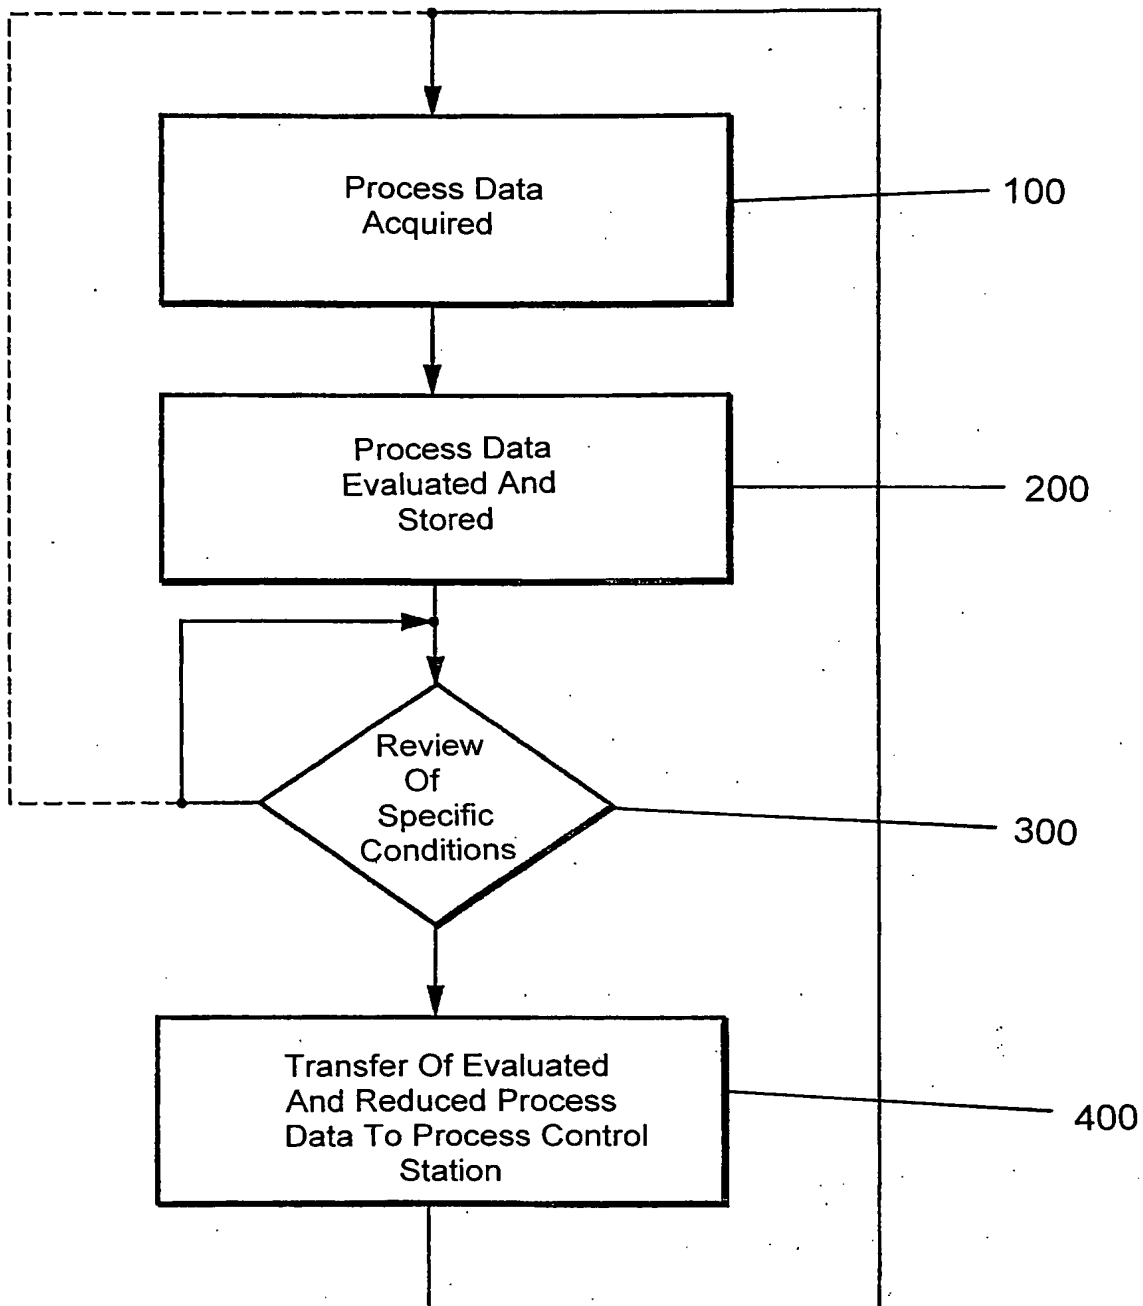 Process Data
Acquired
100
Process Data
Evaluated And
Stored
200
Review
Of
Specific
Conditions
300
Transfer Of Evaluated
And Reduced Process
Data To Process Control
Station
400